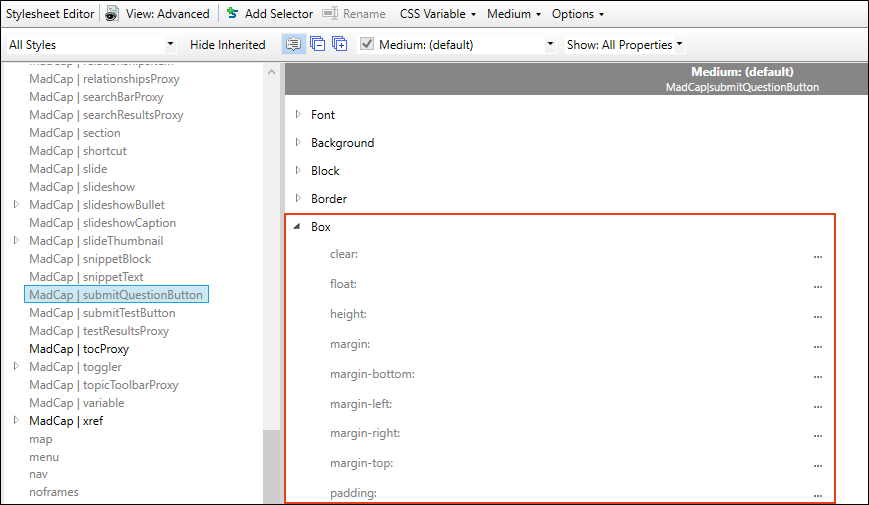 Stylesheet Editor View: Advanced Add Selector Rename CSS Variable Medium Options
All Styles Hide Inherited Medium: (default) Show: All Properties
MadCap | relationshipsProxy
MadCap | searchBarProxy
MadCap | searchResultsProxy
MadCap | section
MadCap | shortcut
MadCap | slide
MadCap | slideshow
MadCap | slideshowBullet
MadCap | slideshowCaption
MadCap | slideThumbnail
MadCap | snippetBlock
MadCap | snippetText
MadCap | submitQuestionButton
MadCap | submitTestButton
MadCap | testResultsProxy
MadCap | tocProxy
MadCap | toggler
MadCap | topicToolbarProxy
MadCap | variable
MadCap | xref
map
menu
nav
noframes
Medium: (default)
MadCap|submitQuestionButton
Font
Background
Block
Border
Box
clear: ...
float: ...
height: ...
margin: ...
margin-bottom: ...
margin-left: ...
margin-right: ...
margin-top: ...
padding: ...